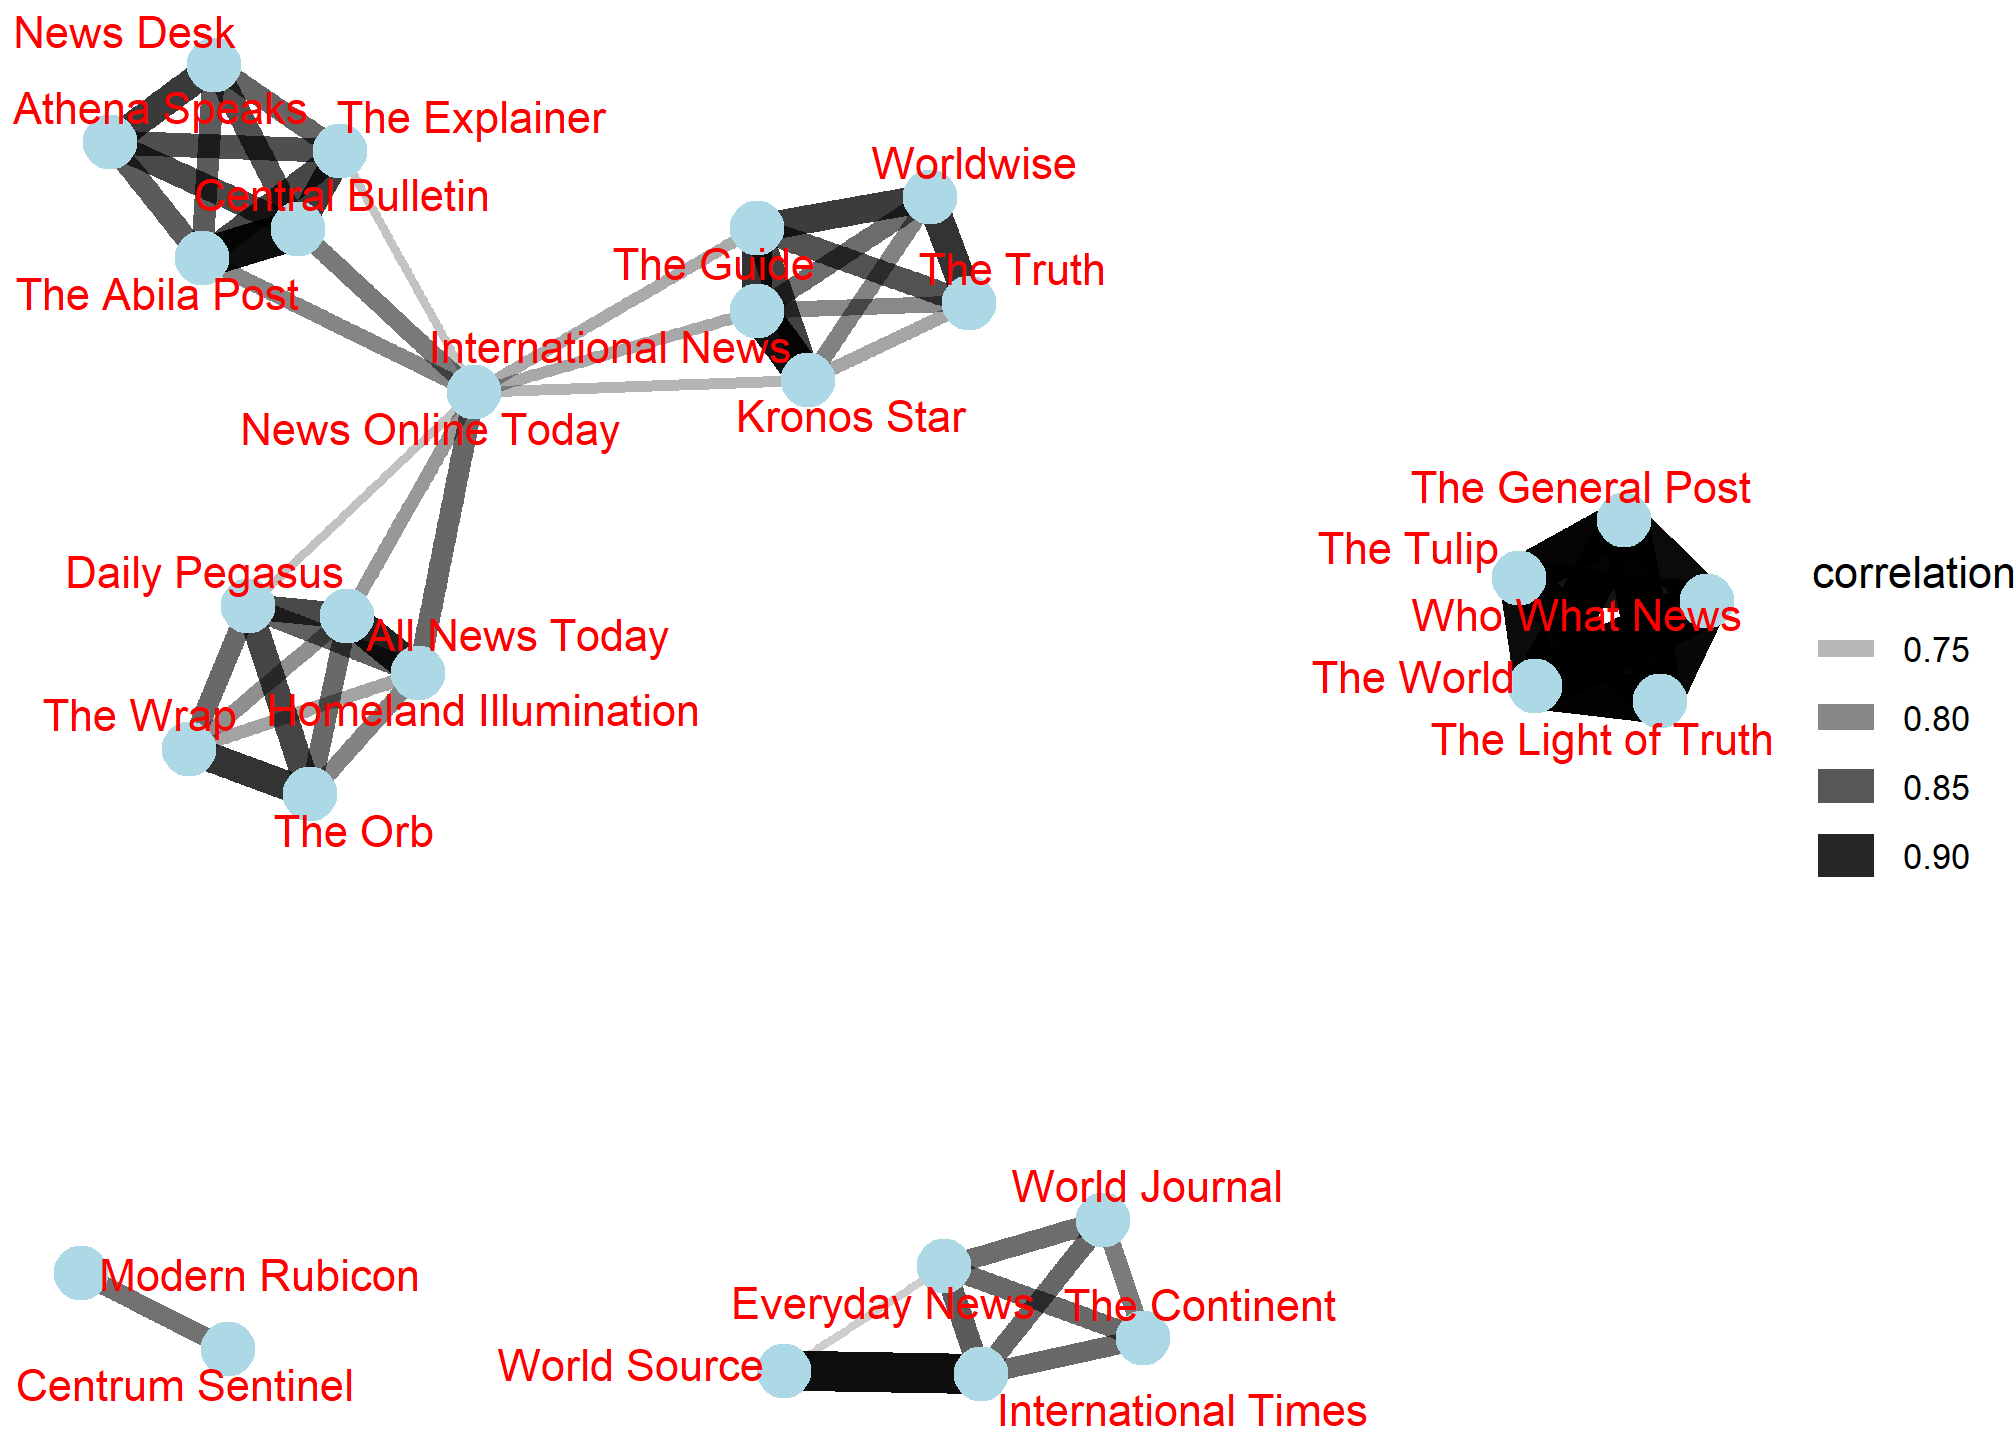 News Desk
Athena Speaks
The Explainer
Worldwise
Central Bulletin
The Guide
The Truth
The Abila Post
International News
Kronos Star
News Online Today
The General Post
The Tulip
correlation
Daily Pegasus
Who What News
All News Today
0.75
The World
Homeland Illumination
The Wrap
0.80
The Light of Truth
0.85
The Orb
0.90
World Journal
Modern Rubicon
Everyday News
The Continent
World Source
Centrum Sentinel
International Times